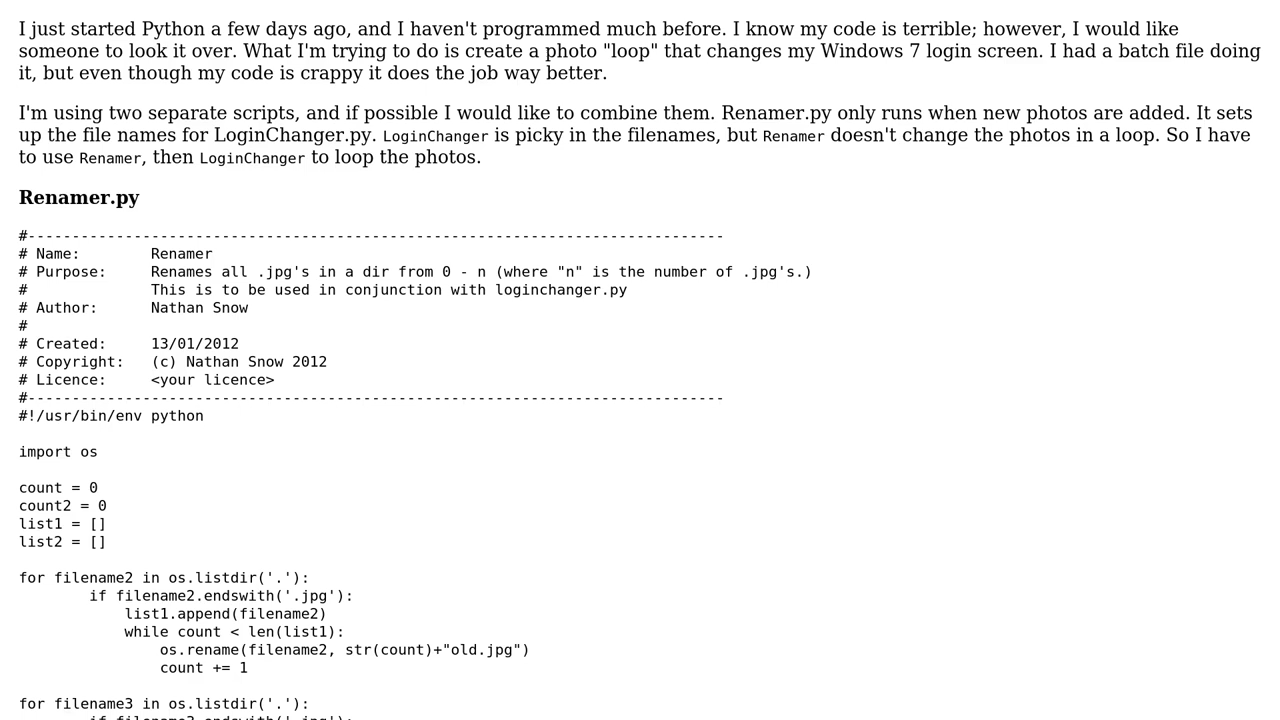 I just started Python a few days ago, and I haven't programmed much before. I know my code is terrible; however, I would like
someone to look it over. What I'm trying to do is create a photo "loop" that changes my Windows 7 login screen. I had a batch file doing
it, but even though my code is crappy it does the job way better.
I'm using two separate scripts, and if possible I would like to combine them. Renamer.py only runs when new photos are added. It sets
up the file names for LoginChanger.py. LoginChanger is picky in the filenames, but Renamer doesn't change the photos in a loop. So I have
to use Renamer, then LoginChanger to loop the photos.
Renamer.py
#-------------------------------------------------------------------------------
# Name:        Renamer
# Purpose:     Renames all .jpg's in a dir from 0 - n (where "n" is the number of .jpg's.)
#              This is to be used in conjunction with loginchanger.py
# Author:      Nathan Snow
#
# Created:     13/01/2012
# Copyright:   (c) Nathan Snow 2012
# Licence:     <your licence>
#-------------------------------------------------------------------------------
#!/usr/bin/env python
import os
count = 0
count2 = 0
list1 = []
list2 = []
for filename2 in os.listdir('.'):
        if filename2.endswith('.jpg'):
            list1.append(filename2)
            while count < len(list1):
                os.rename(filename2, str(count)+"old.jpg")
                count += 1
for filename3 in os.listdir('.'):
        if filename3.endswith('.jpg'):